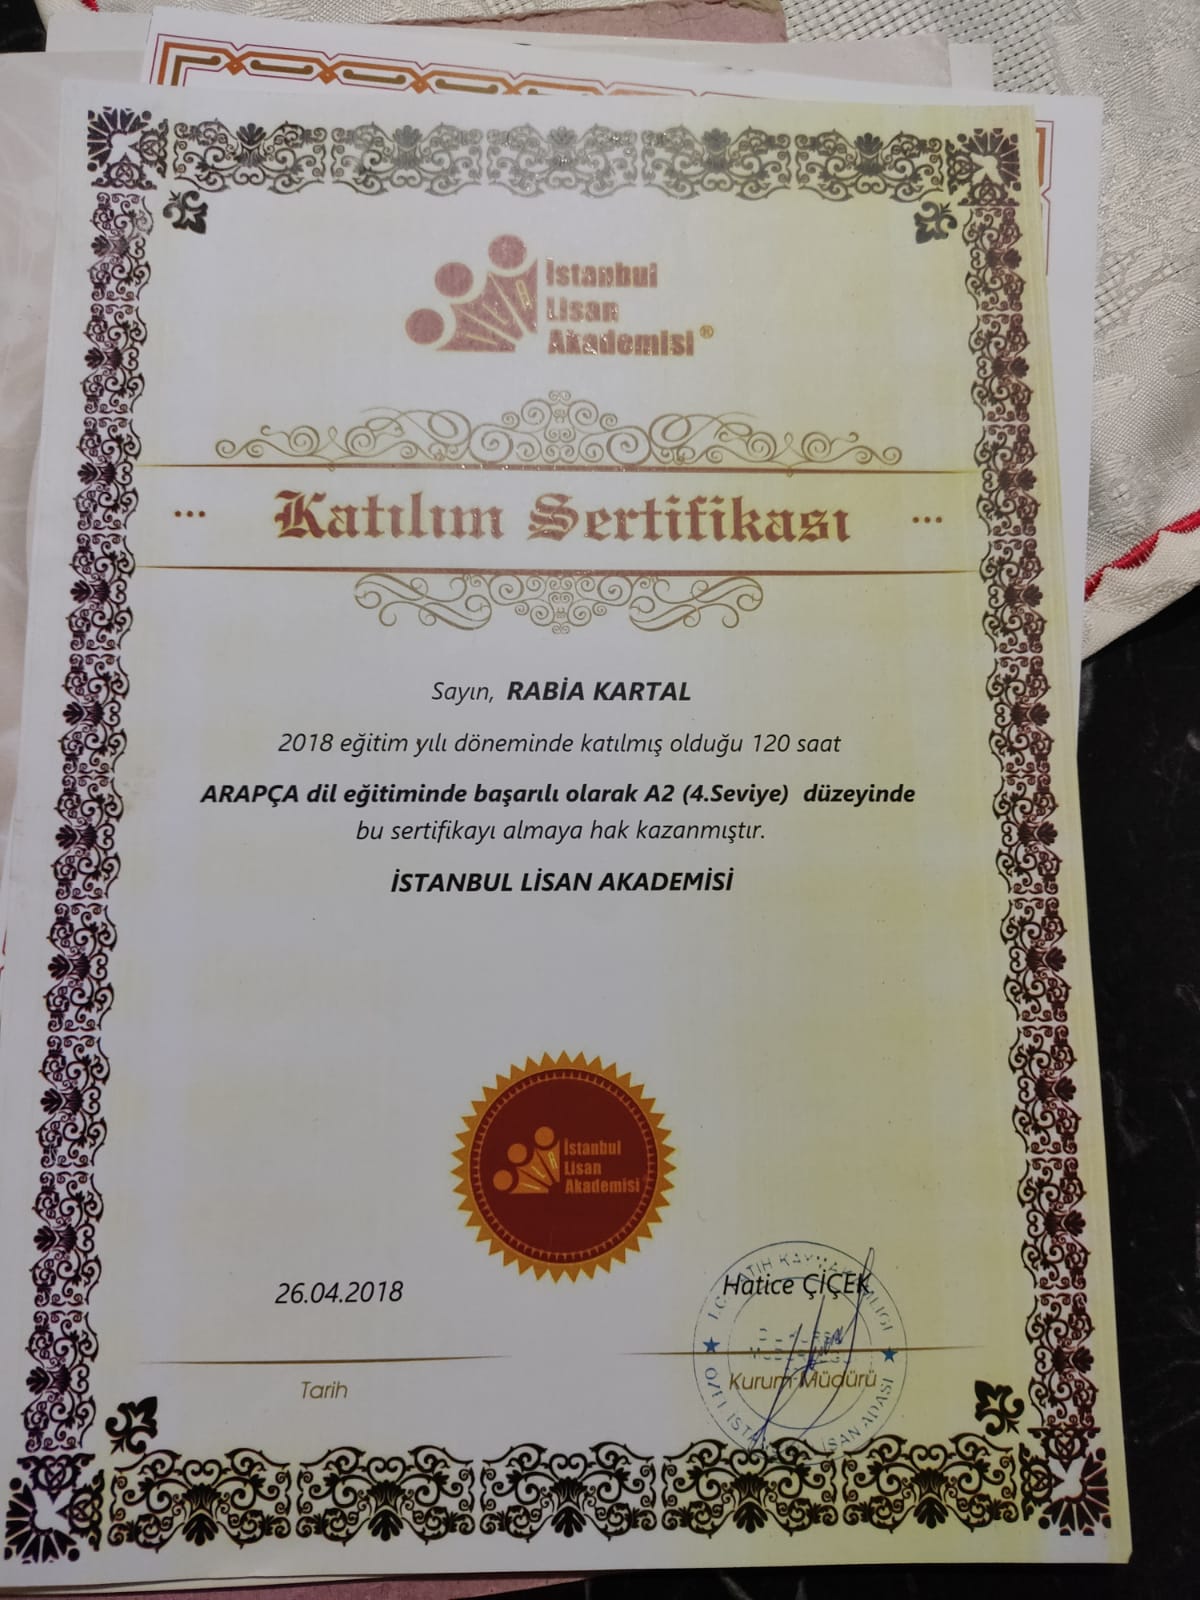 İstanbul
Lisan
Akademisi®
Katılım Sertifikası
Sayın, RABİA KARTAL
2018 eğitim yılı döneminde katılmış olduğu 120 saat
ARAPÇA dil eğitiminde başarılı olarak A2 (4.Seviye) düzeyinde
bu sertifikayı almaya hak kazanmıştır.
İSTANBUL LİSAN AKADEMİSİ
İstanbul
Lisan
Akademisi
26.04.2018
Hatice ÇİÇEK
Tarih
Kurum Müdürü